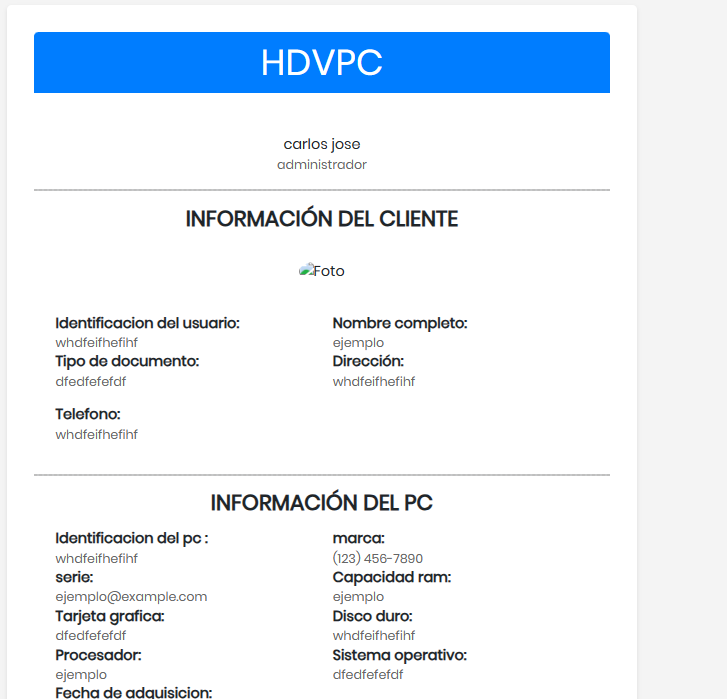 HDVPC
carlos jose
administrador
INFORMACIÓN DEL CLIENTE
Foto
Identificacion del usuario: Nombre completo:
whdfeifhefihf ejemplo
Tipo de documento: Dirección:
dfedfefefdf whdfeifhefihf
Telefono:
whdfeifhefihf
INFORMACIÓN DEL PC
Identificacion del pc : marca:
whdfeifhefihf (123) 456-7890
serie: Capacidad ram:
ejemplo@example.com ejemplo
Tarjeta grafica: Disco duro:
dfedfefefdf whdfeifhefihf
Procesador: Sistema operativo:
ejemplo dfedfefefdf
Fecha de adquisicion: